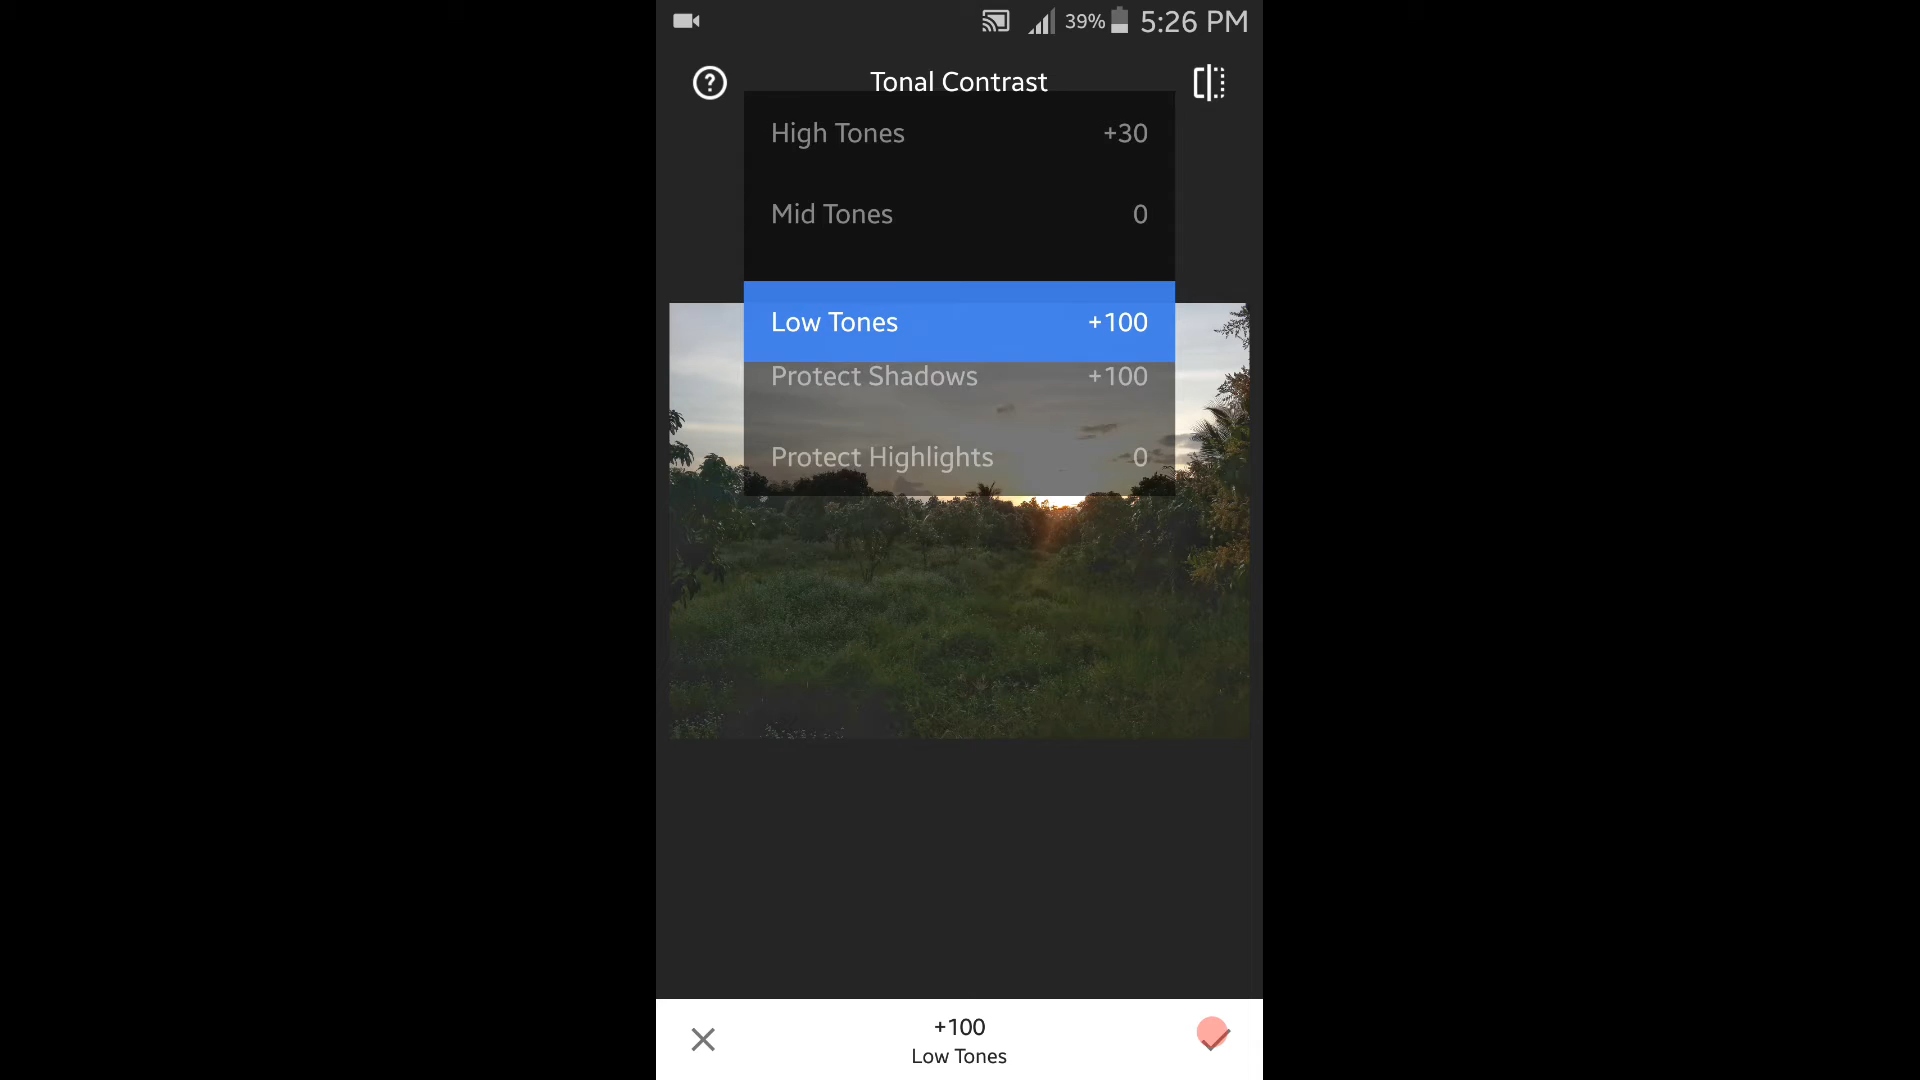 39% 5:26 PM
Tonal Contrast
High Tones +30
Mid Tones 0
Low Tones +100
Protect Shadows +100
Protect Highlights 0
+100
Low Tones